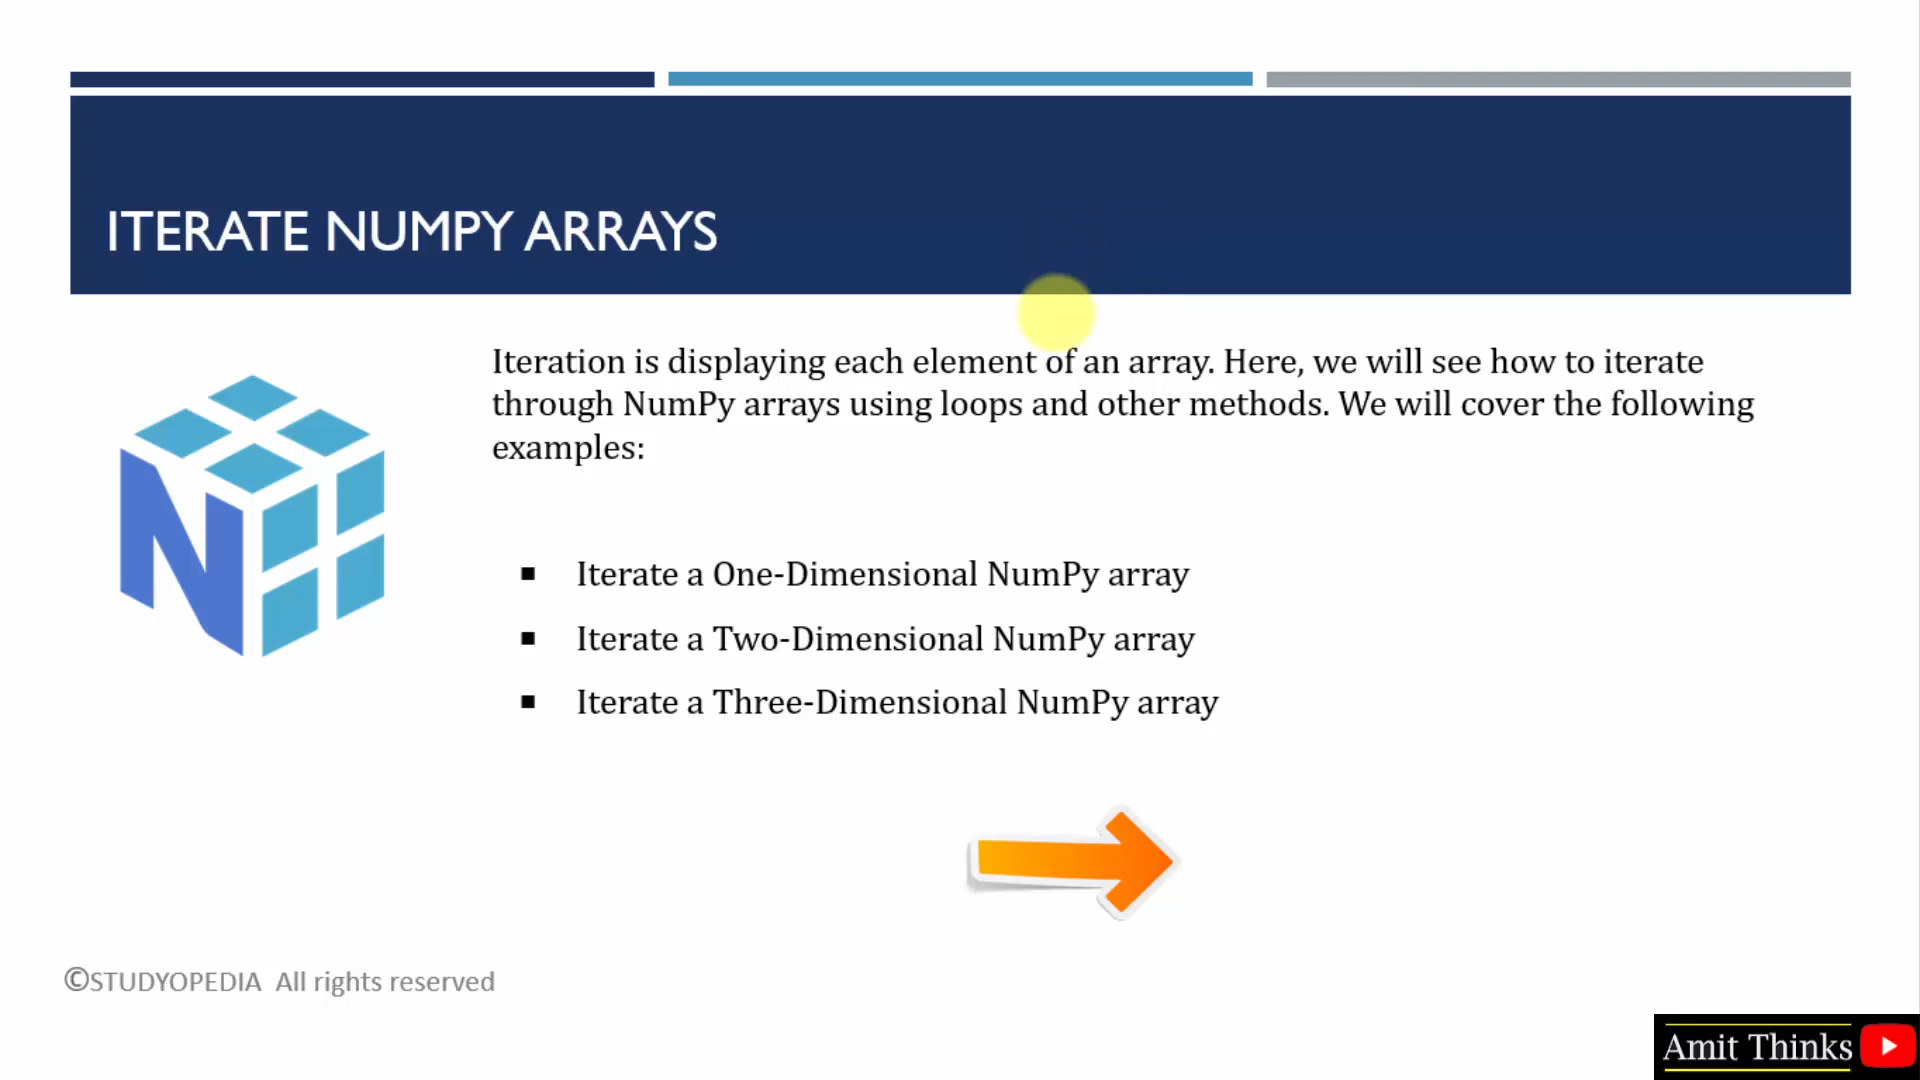 ITERATE NUMPY ARRAYS
Iteration is displaying each element of an array. Here, we will see how to iterate
through NumPy arrays using loops and other methods. We will cover the following
examples:
▪ Iterate a One-Dimensional NumPy array
▪ Iterate a Two-Dimensional NumPy array
▪ Iterate a Three-Dimensional NumPy array
©STUDYOPEDIA All rights reserved
Amit Thinks